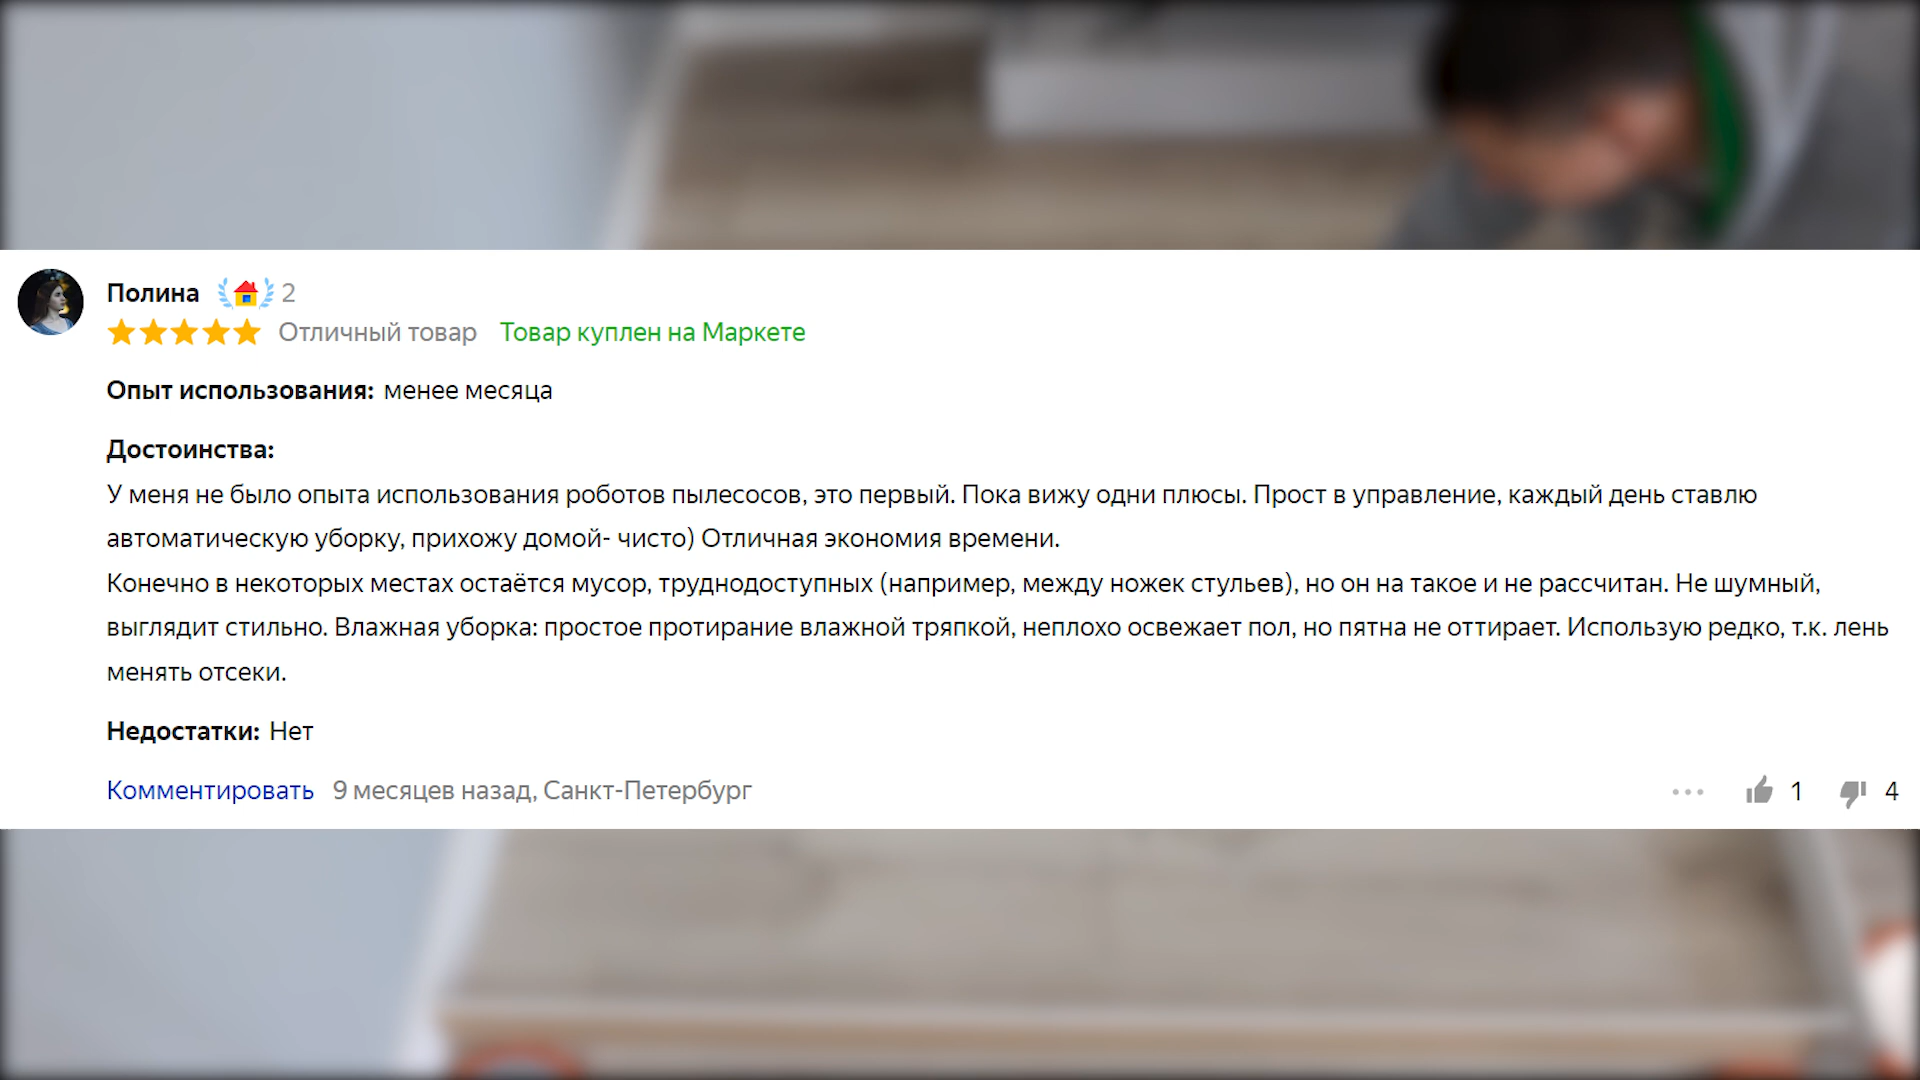 Полина 2
Отличный товар Товар куплен на Маркете
Опыт использования: менее месяца
Достоинства:
У меня не было опыта использования роботов пылесосов, это первый. Пока вижу одни плюсы. Прост в управление, каждый день ставлю
автоматическую уборку, прихожу домой- чисто) Отличная экономия времени.
Конечно в некоторых местах остаётся мусор, труднодоступных (например, между ножек стульев), но он на такое и не рассчитан. Не шумный,
выглядит стильно. Влажная уборка: простое протирание влажной тряпкой, неплохо освежает пол, но пятна не оттирает. Использую редко, т.к. лень
менять отсеки.
Недостатки: Нет
Комментировать 9 месяцев назад, Санкт-Петербург ... 1 4